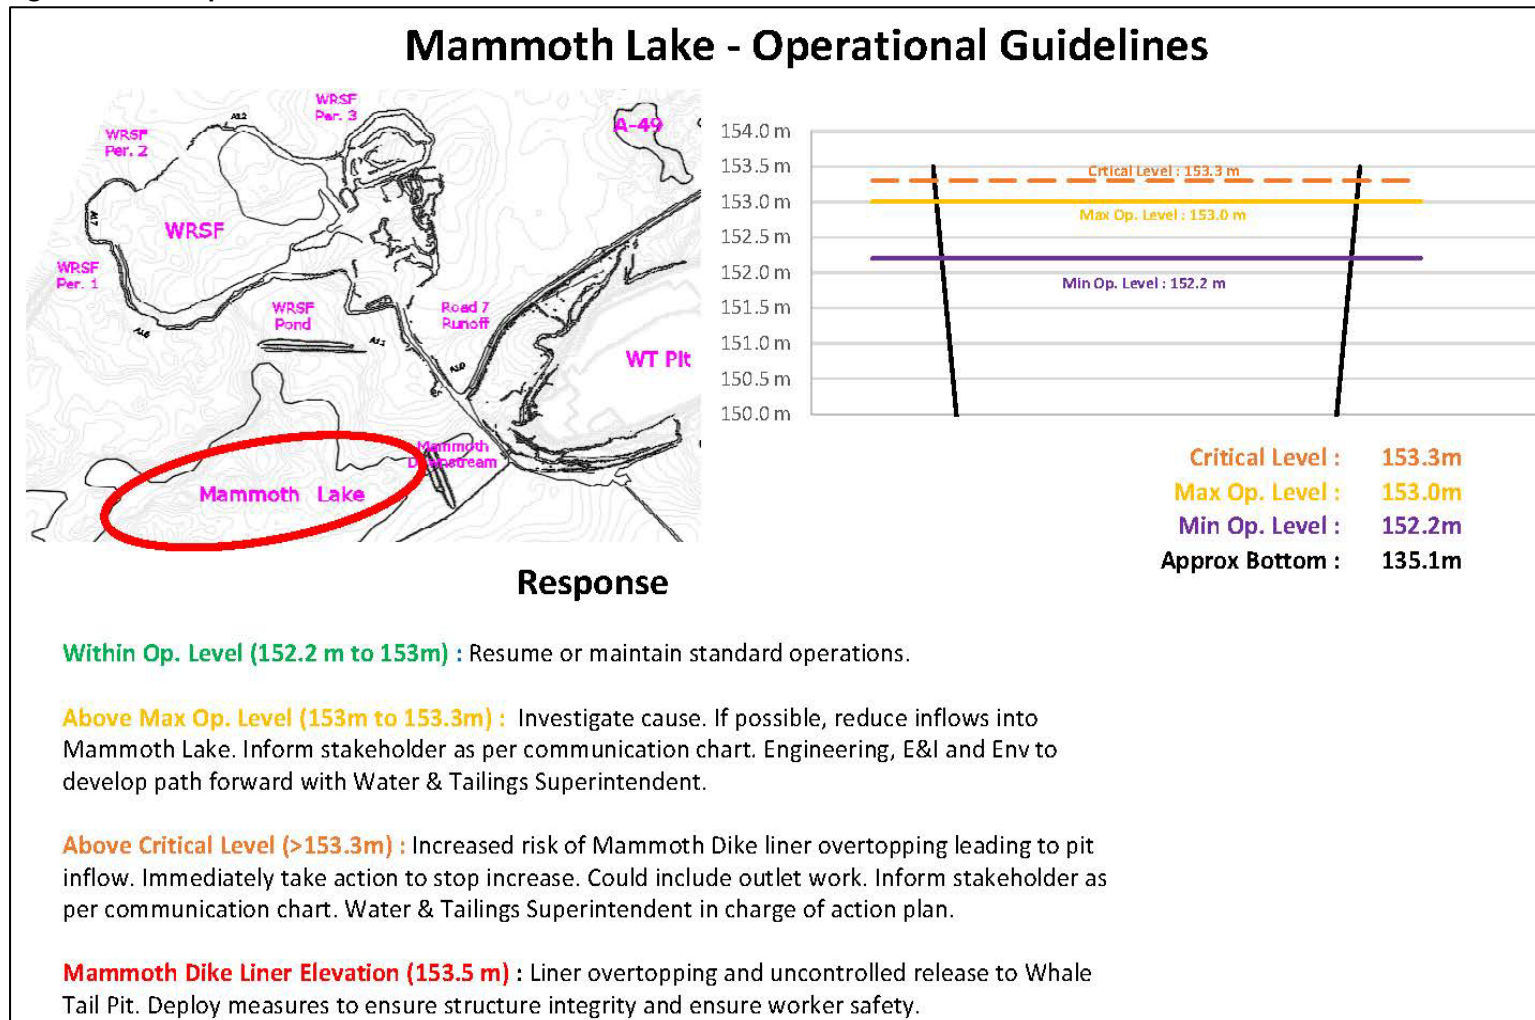 Mammoth Lake - Operational Guidelines
WRSF
Per. 3
A12
WRSF
Per. 2
A-49
A17
WRSF
WRSF
Per. 1
WRSF
Pond
Road 7
Runoff
A16
A11
A10
WT Pit
Mammoth
Downstream
Mammoth Lake
154.0 m
153.5 m
153.0 m
152.5 m
152.0 m
151.5 m
151.0 m
150.5 m
150.0 m
Crtical Level : 153.3 m
Max Op. Level : 153.0 m
Min Op. Level : 152.2 m
Critical Level : 153.3m
Max Op. Level : 153.0m
Min Op. Level : 152.2m
Approx Bottom : 135.1m
Response
Within Op. Level (152.2 m to 153m) : Resume or maintain standard operations.
Above Max Op. Level (153m to 153.3m) : Investigate cause. If possible, reduce inflows into
Mammoth Lake. Inform stakeholder as per communication chart. Engineering, E&I and Env to
develop path forward with Water & Tailings Superintendent.
Above Critical Level (>153.3m) : Increased risk of Mammoth Dike liner overtopping leading to pit
inflow. Immediately take action to stop increase. Could include outlet work. Inform stakeholder as
per communication chart. Water & Tailings Superintendent in charge of action plan.
Mammoth Dike Liner Elevation (153.5 m) : Liner overtopping and uncontrolled release to Whale
Tail Pit. Deploy measures to ensure structure integrity and ensure worker safety.